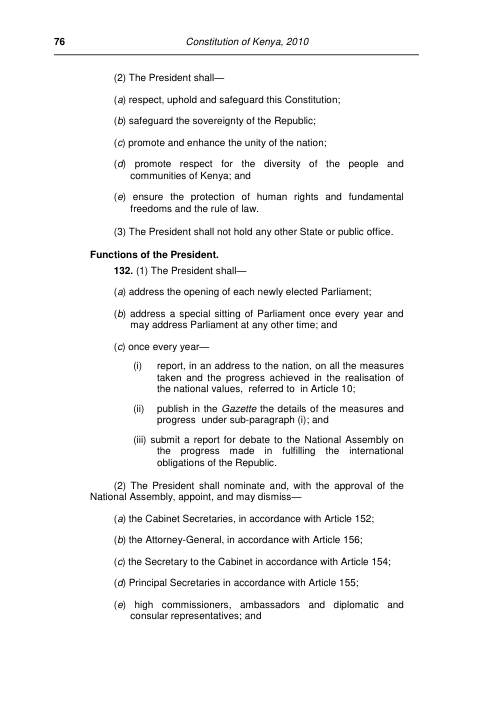 76 Constitution of Kenya, 2010
(2) The President shall—
(a) respect, uphold and safeguard this Constitution;
(b) safeguard the sovereignty of the Republic;
(c) promote and enhance the unity of the nation;
(d) promote respect for the diversity of the people and
communities of Kenya; and
(e) ensure the protection of human rights and fundamental
freedoms and the rule of law.
(3) The President shall not hold any other State or public office.
Functions of the President.
132. (1) The President shall—
(a) address the opening of each newly elected Parliament;
(b) address a special sitting of Parliament once every year and
may address Parliament at any other time; and
(c) once every year—
(i) report, in an address to the nation, on all the measures
taken and the progress achieved in the realisation of
the national values, referred to in Article 10;
(ii) publish in the Gazette the details of the measures and
progress under sub-paragraph (i); and
(iii) submit a report for debate to the National Assembly on
the progress made in fulfilling the international
obligations of the Republic.
(2) The President shall nominate and, with the approval of the
National Assembly, appoint, and may dismiss—
(a) the Cabinet Secretaries, in accordance with Article 152;
(b) the Attorney-General, in accordance with Article 156;
(c) the Secretary to the Cabinet in accordance with Article 154;
(d) Principal Secretaries in accordance with Article 155;
(e) high commissioners, ambassadors and diplomatic and
consular representatives; and